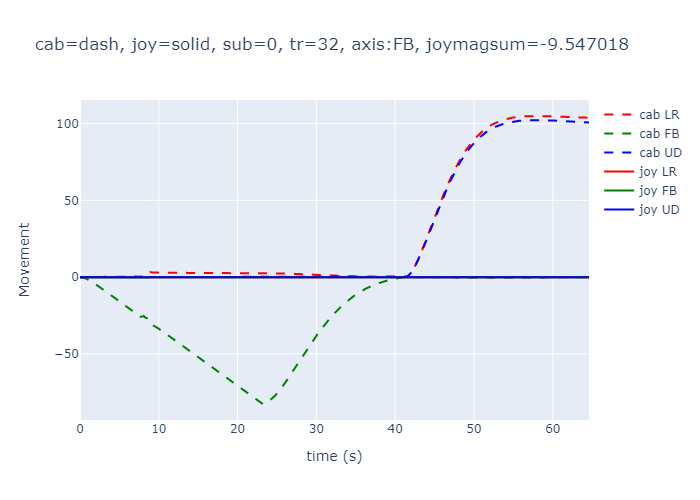 cab=dash, joy=solid, sub=0, tr=32, axis:FB, joymagsum=-9.547018
cab LR
cab FB
cab UD
joy LR
joy FB
joy UD
Movement
100
50
0
−50
0 10 20 30 40 50 60
time (s)